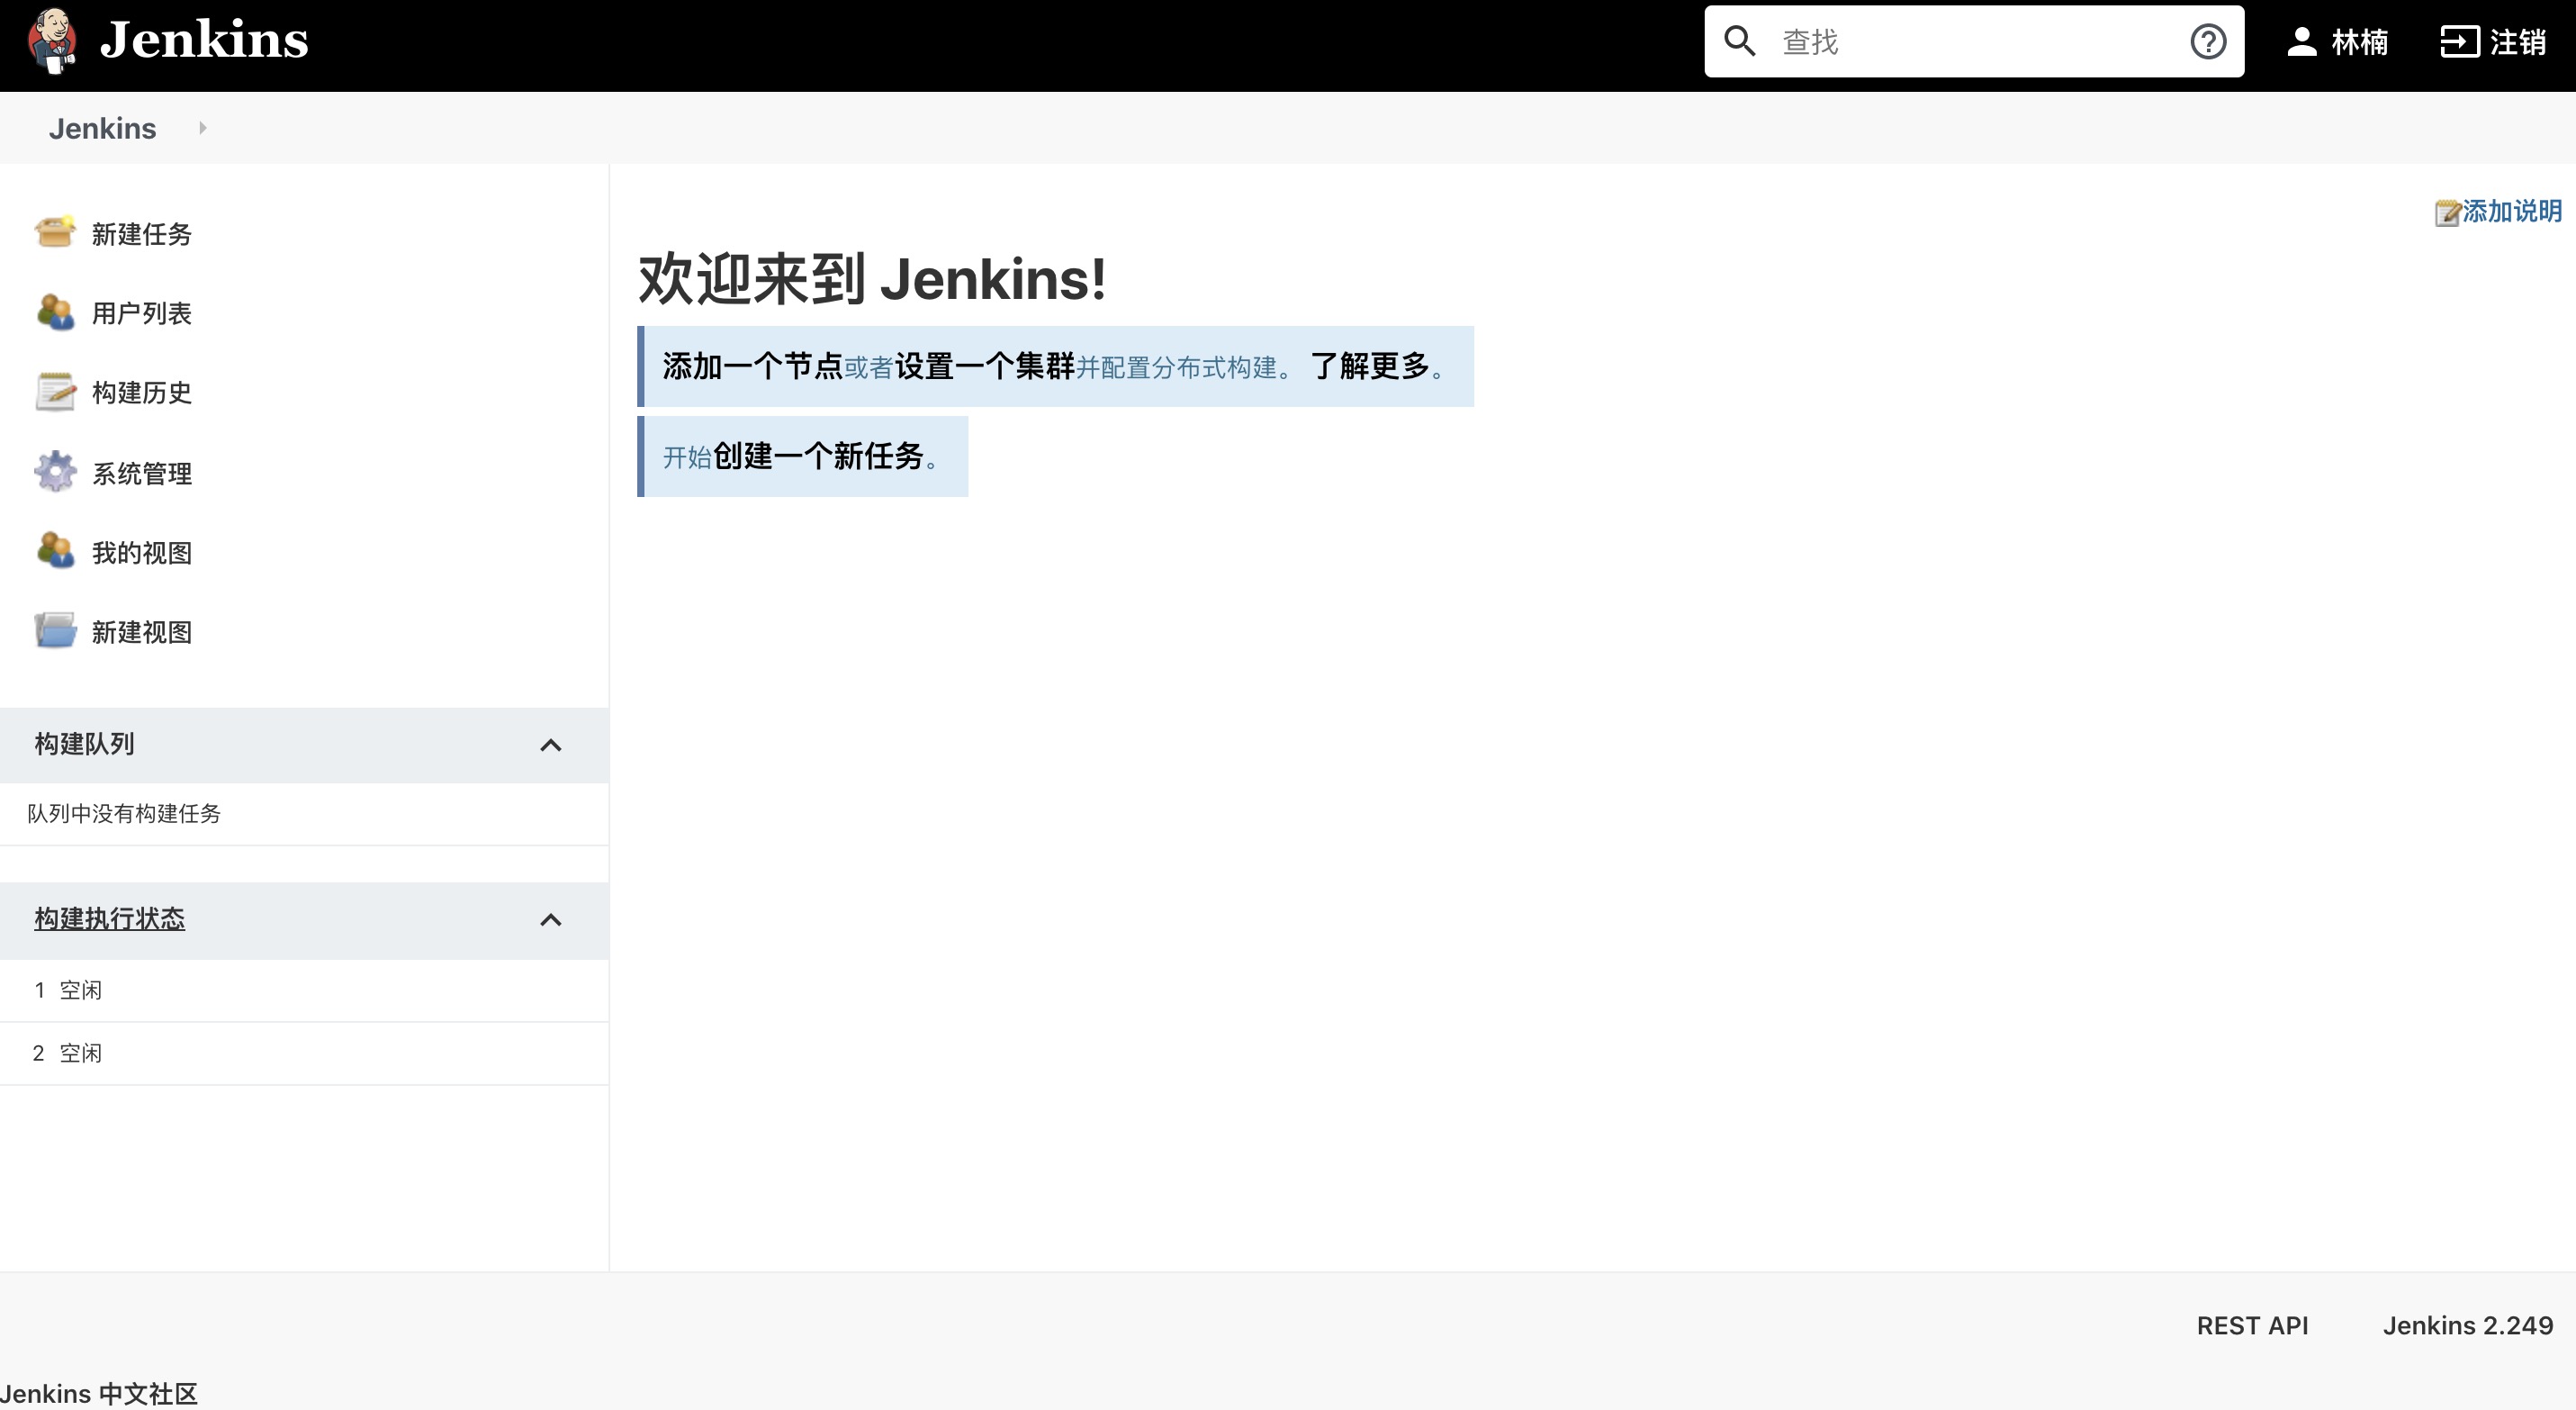 Jenkins
查找
林楠
注销
Jenkins
新建任务
用户列表
构建历史
系统管理
我的视图
新建视图
构建队列
队列中没有构建任务
构建执行状态
1 空闲
2 空闲
添加说明
欢迎来到 Jenkins!
添加一个节点或者设置一个集群并配置分布式构建。 了解更多。
开始创建一个新任务。
REST API
Jenkins 2.249
Jenkins 中文社区